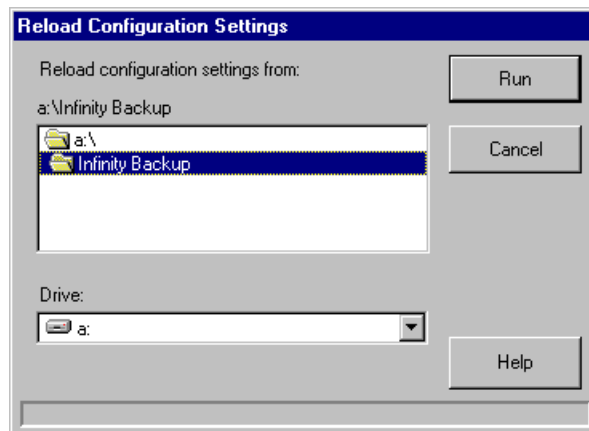 Reload Configuration Settings
Reload configuration settings from:
Run
a:\Infinity Backup
a:\
Infinity Backup
Cancel
Drive:
a:
Help